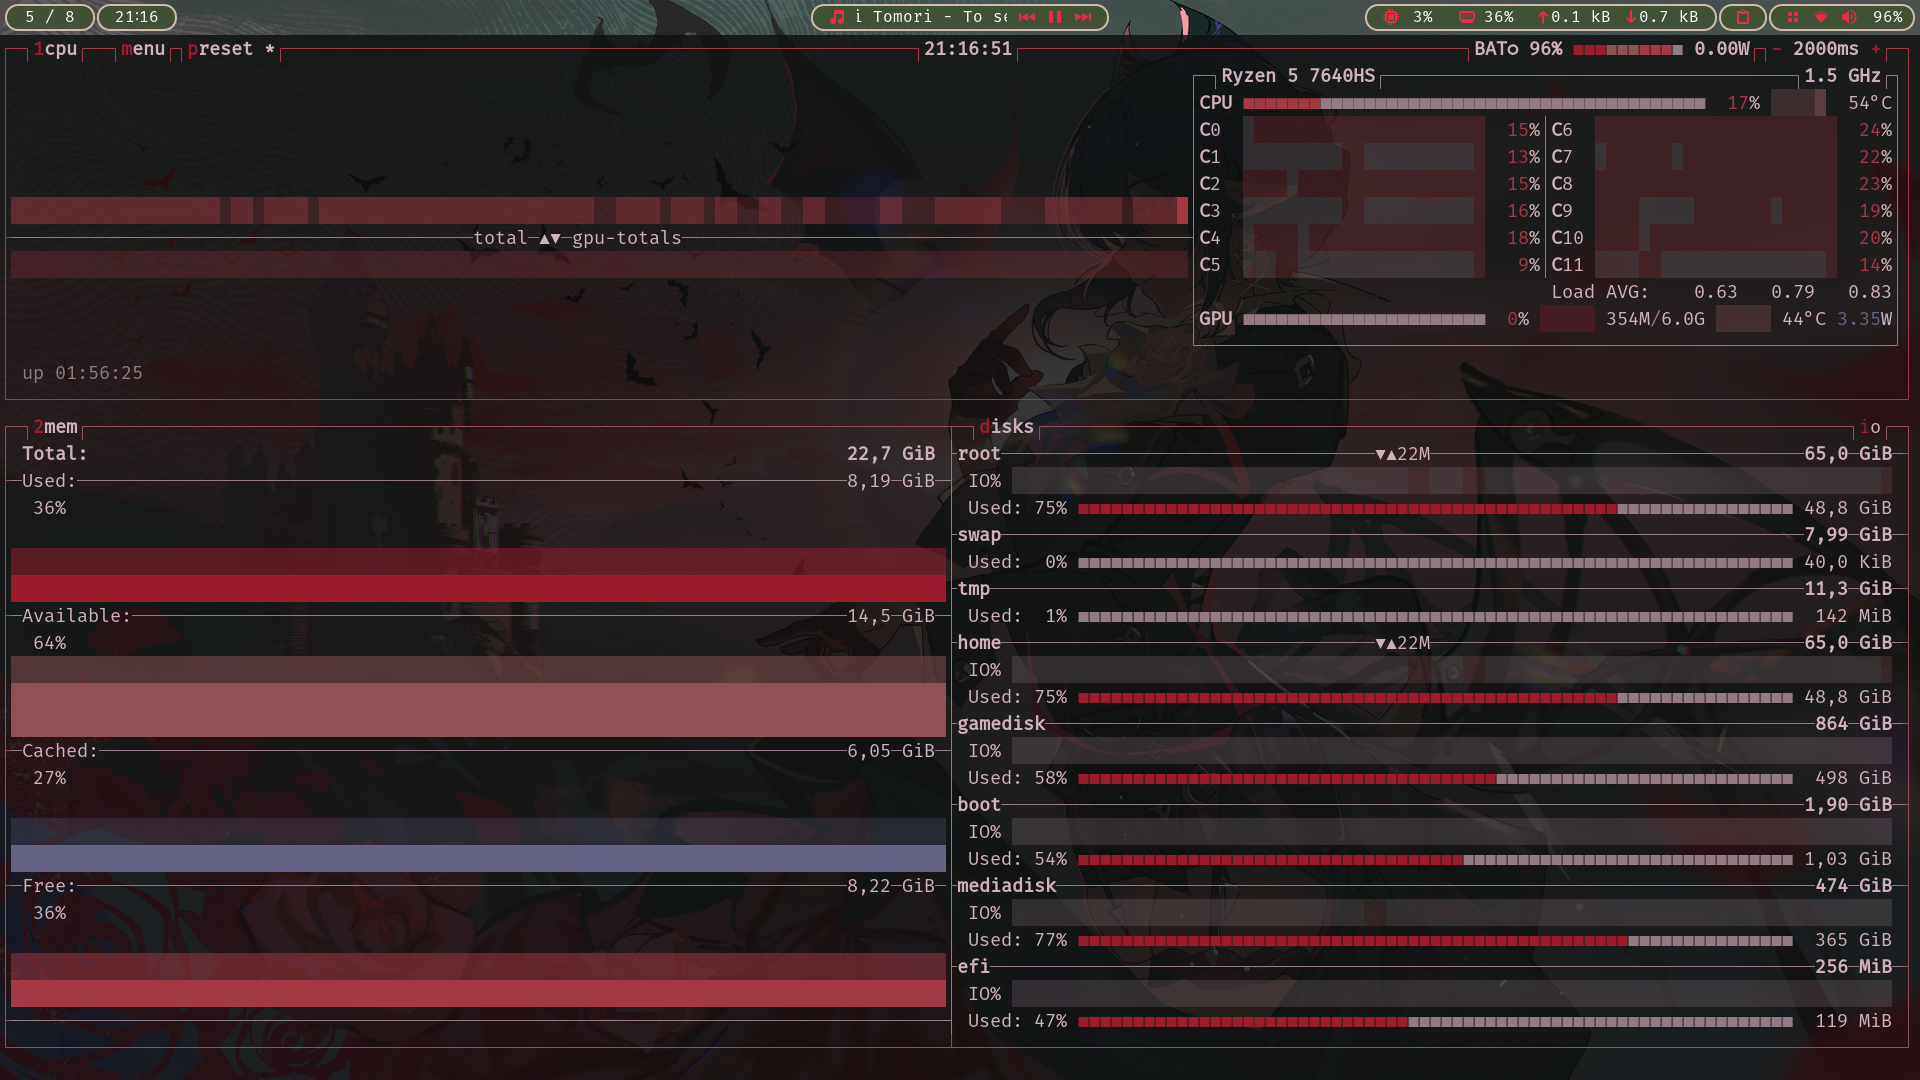 5 / 8 21:16 i Tomori - To se 3% 36% ↑0.1 kB ↓0.7 kB 96%
1cpu menu preset * 21:16:51 BAT○ 96% 0.00W - 2000ms +
Ryzen 5 7640HS 1.5 GHz
CPU 17% 54°C
C0 15% C6 24%
C1 13% C7 22%
C2 15% C8 23%
C3 16% C9 19%
total ▲▼ gpu-totals C4 18% C10 20%
C5 9% C11 14%
Load AVG: 0.63 0.79 0.83
GPU 0% 354M/6.0G 44°C 3.35W
up 01:56:25
2mem
Total: 22,7 GiB
Used: 8,19 GiB
36%
Available: 14,5 GiB
64%
Cached: 6,05 GiB
27%
Free: 8,22 GiB
36%
disks io
root ▼▲22M 65,0 GiB
IO%
Used: 75% 48,8 GiB
swap 7,99 GiB
Used: 0% 40,0 KiB
tmp 11,3 GiB
Used: 1% 142 MiB
home ▼▲22M 65,0 GiB
IO%
Used: 75% 48,8 GiB
gamedisk 864 GiB
IO%
Used: 58% 498 GiB
boot 1,90 GiB
IO%
Used: 54% 1,03 GiB
mediadisk 474 GiB
IO%
Used: 77% 365 GiB
efi 256 MiB
IO%
Used: 47% 119 MiB